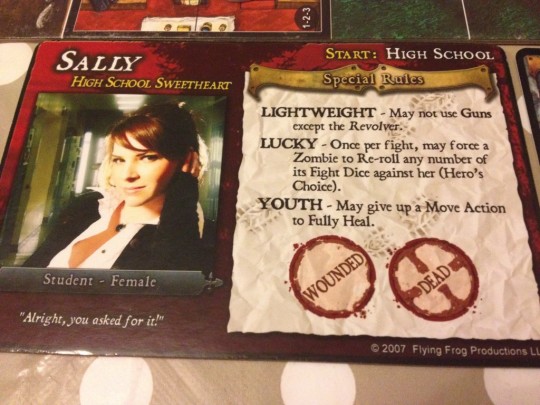 1-2-3
SALLY
HIGH SCHOOL SWEETHEART
Student - Female
"Alright, you asked for it!"
START: HIGH SCHOOL
Special Rules
LIGHTWEIGHT - May not use Guns
except the Revolver.
LUCKY - Once per fight, may force a
Zombie to Re-roll any number of
its Fight Dice against her (Hero's
Choice).
YOUTH - May give up a Move Action
to Fully Heal.
WOUNDED
DEAD
© 2007 Flying Frog Productions LL